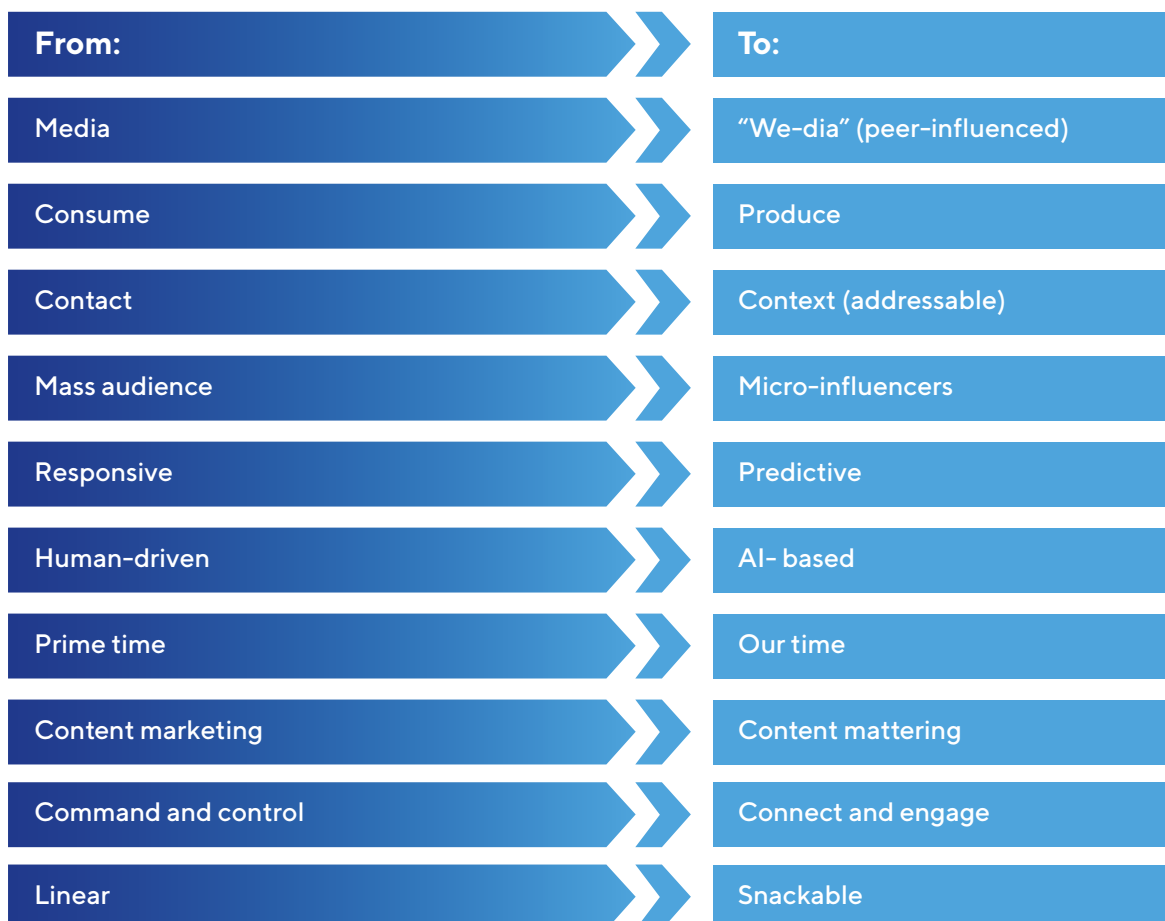 From: To:
Media “We-dia” (peer-influenced)
Consume Produce
Contact Context (addressable)
Mass audience Micro-influencers
Responsive Predictive
Human-driven AI- based
Prime time Our time
Content marketing Content mattering
Command and control Connect and engage
Linear Snackable